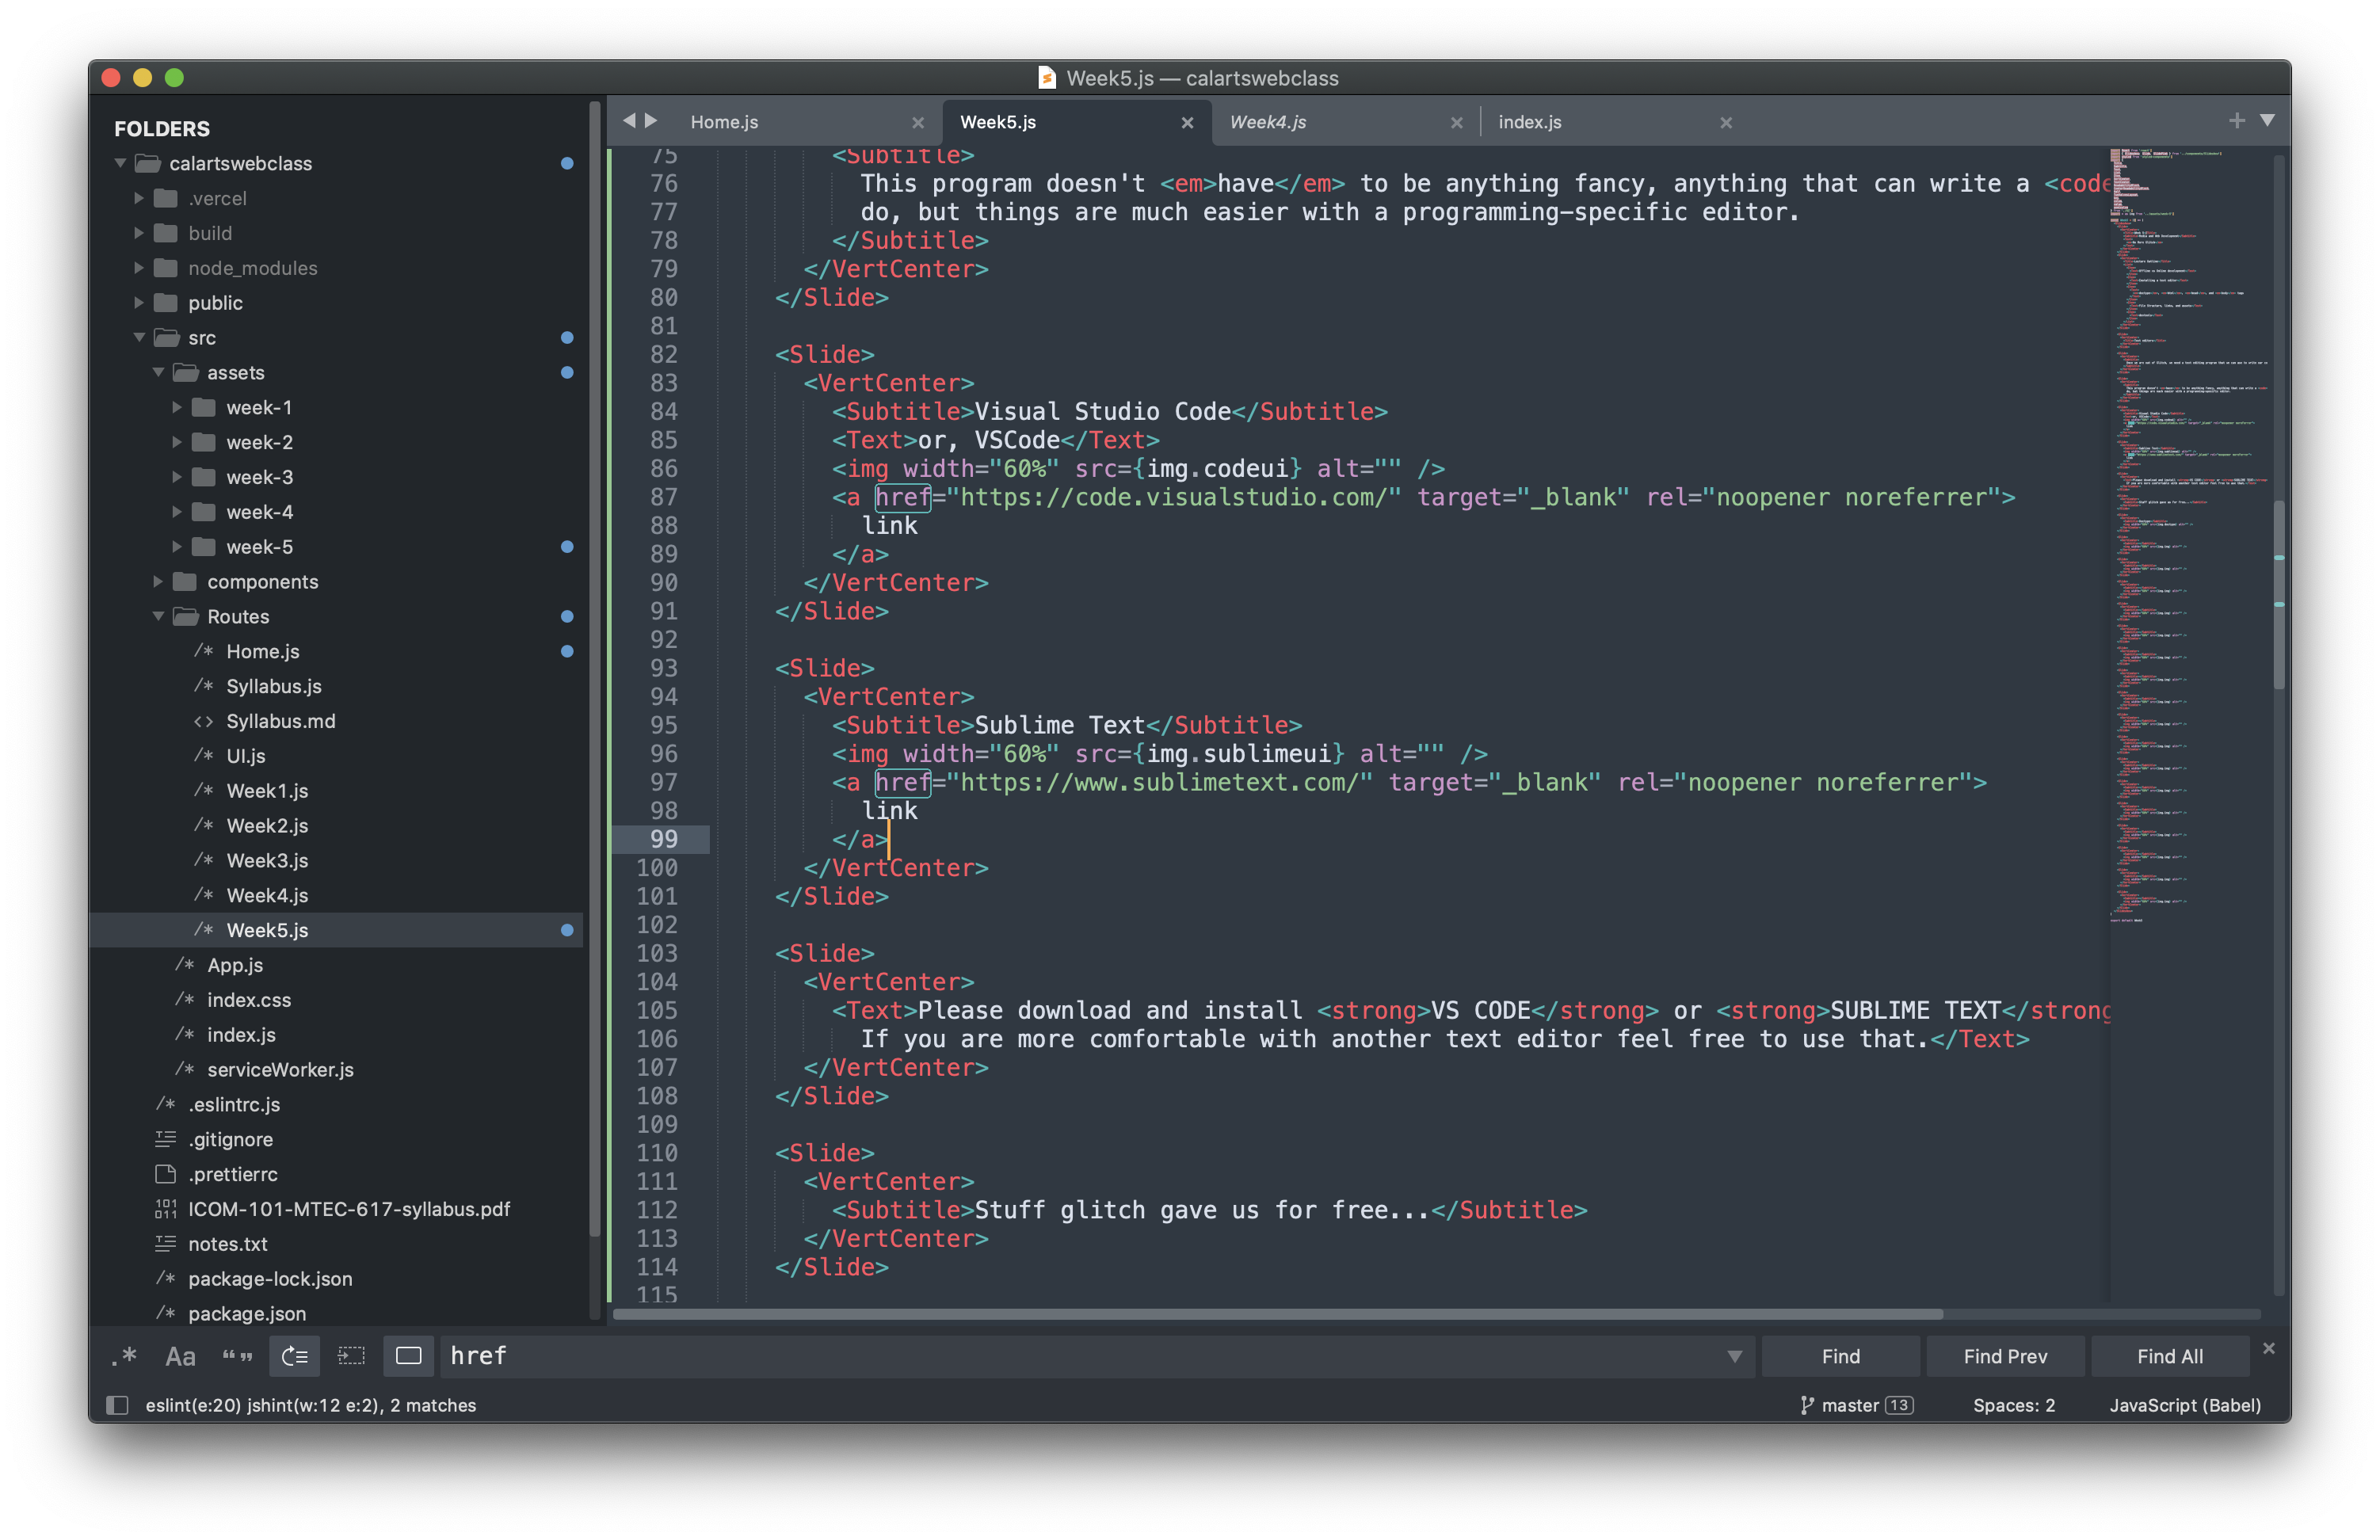 Week5.js — calartswebclass
FOLDERS
calartswebclass
.vercel
build
node_modules
public
src
assets
week-1
week-2
week-3
week-4
week-5
components
Routes
/* Home.js
/* Syllabus.js
<> Syllabus.md
/* UI.js
/* Week1.js
/* Week2.js
/* Week3.js
/* Week4.js
/* Week5.js
/* App.js
/* index.css
/* index.js
/* serviceWorker.js
/* .eslintrc.js
.gitignore
.prettierrc
ICOM-101-MTEC-617-syllabus.pdf
notes.txt
/* package-lock.json
/* package.json
Home.js × Week5.js × Week4.js × index.js ×
75 <Subtitle>
76 This program doesn't <em>have</em> to be anything fancy, anything that can write a <code
77 do, but things are much easier with a programming-specific editor.
78 </Subtitle>
79 </VertCenter>
80 </Slide>
81
82 <Slide>
83 <VertCenter>
84 <Subtitle>Visual Studio Code</Subtitle>
85 <Text>or, VSCode</Text>
86 <img width="60%" src={img.codeui} alt="" />
87 <a href="https://code.visualstudio.com/" target="_blank" rel="noopener noreferrer">
88 link
89 </a>
90 </VertCenter>
91 </Slide>
92
93 <Slide>
94 <VertCenter>
95 <Subtitle>Sublime Text</Subtitle>
96 <img width="60%" src={img.sublimeui} alt="" />
97 <a href="https://www.sublimetext.com/" target="_blank" rel="noopener noreferrer">
98 link
99 </a>
100 </VertCenter>
101 </Slide>
102
103 <Slide>
104 <VertCenter>
105 <Text>Please download and install <strong>VS CODE</strong> or <strong>SUBLIME TEXT</strong
106 If you are more comfortable with another text editor feel free to use that.</Text>
107 </VertCenter>
108 </Slide>
109
110 <Slide>
111 <VertCenter>
112 <Subtitle>Stuff glitch gave us for free...</Subtitle>
113 </VertCenter>
114 </Slide>
115
.* Aa “” href Find Find Prev Find All ×
eslint(e:20) jshint(w:12 e:2), 2 matches master 13 Spaces: 2 JavaScript (Babel)